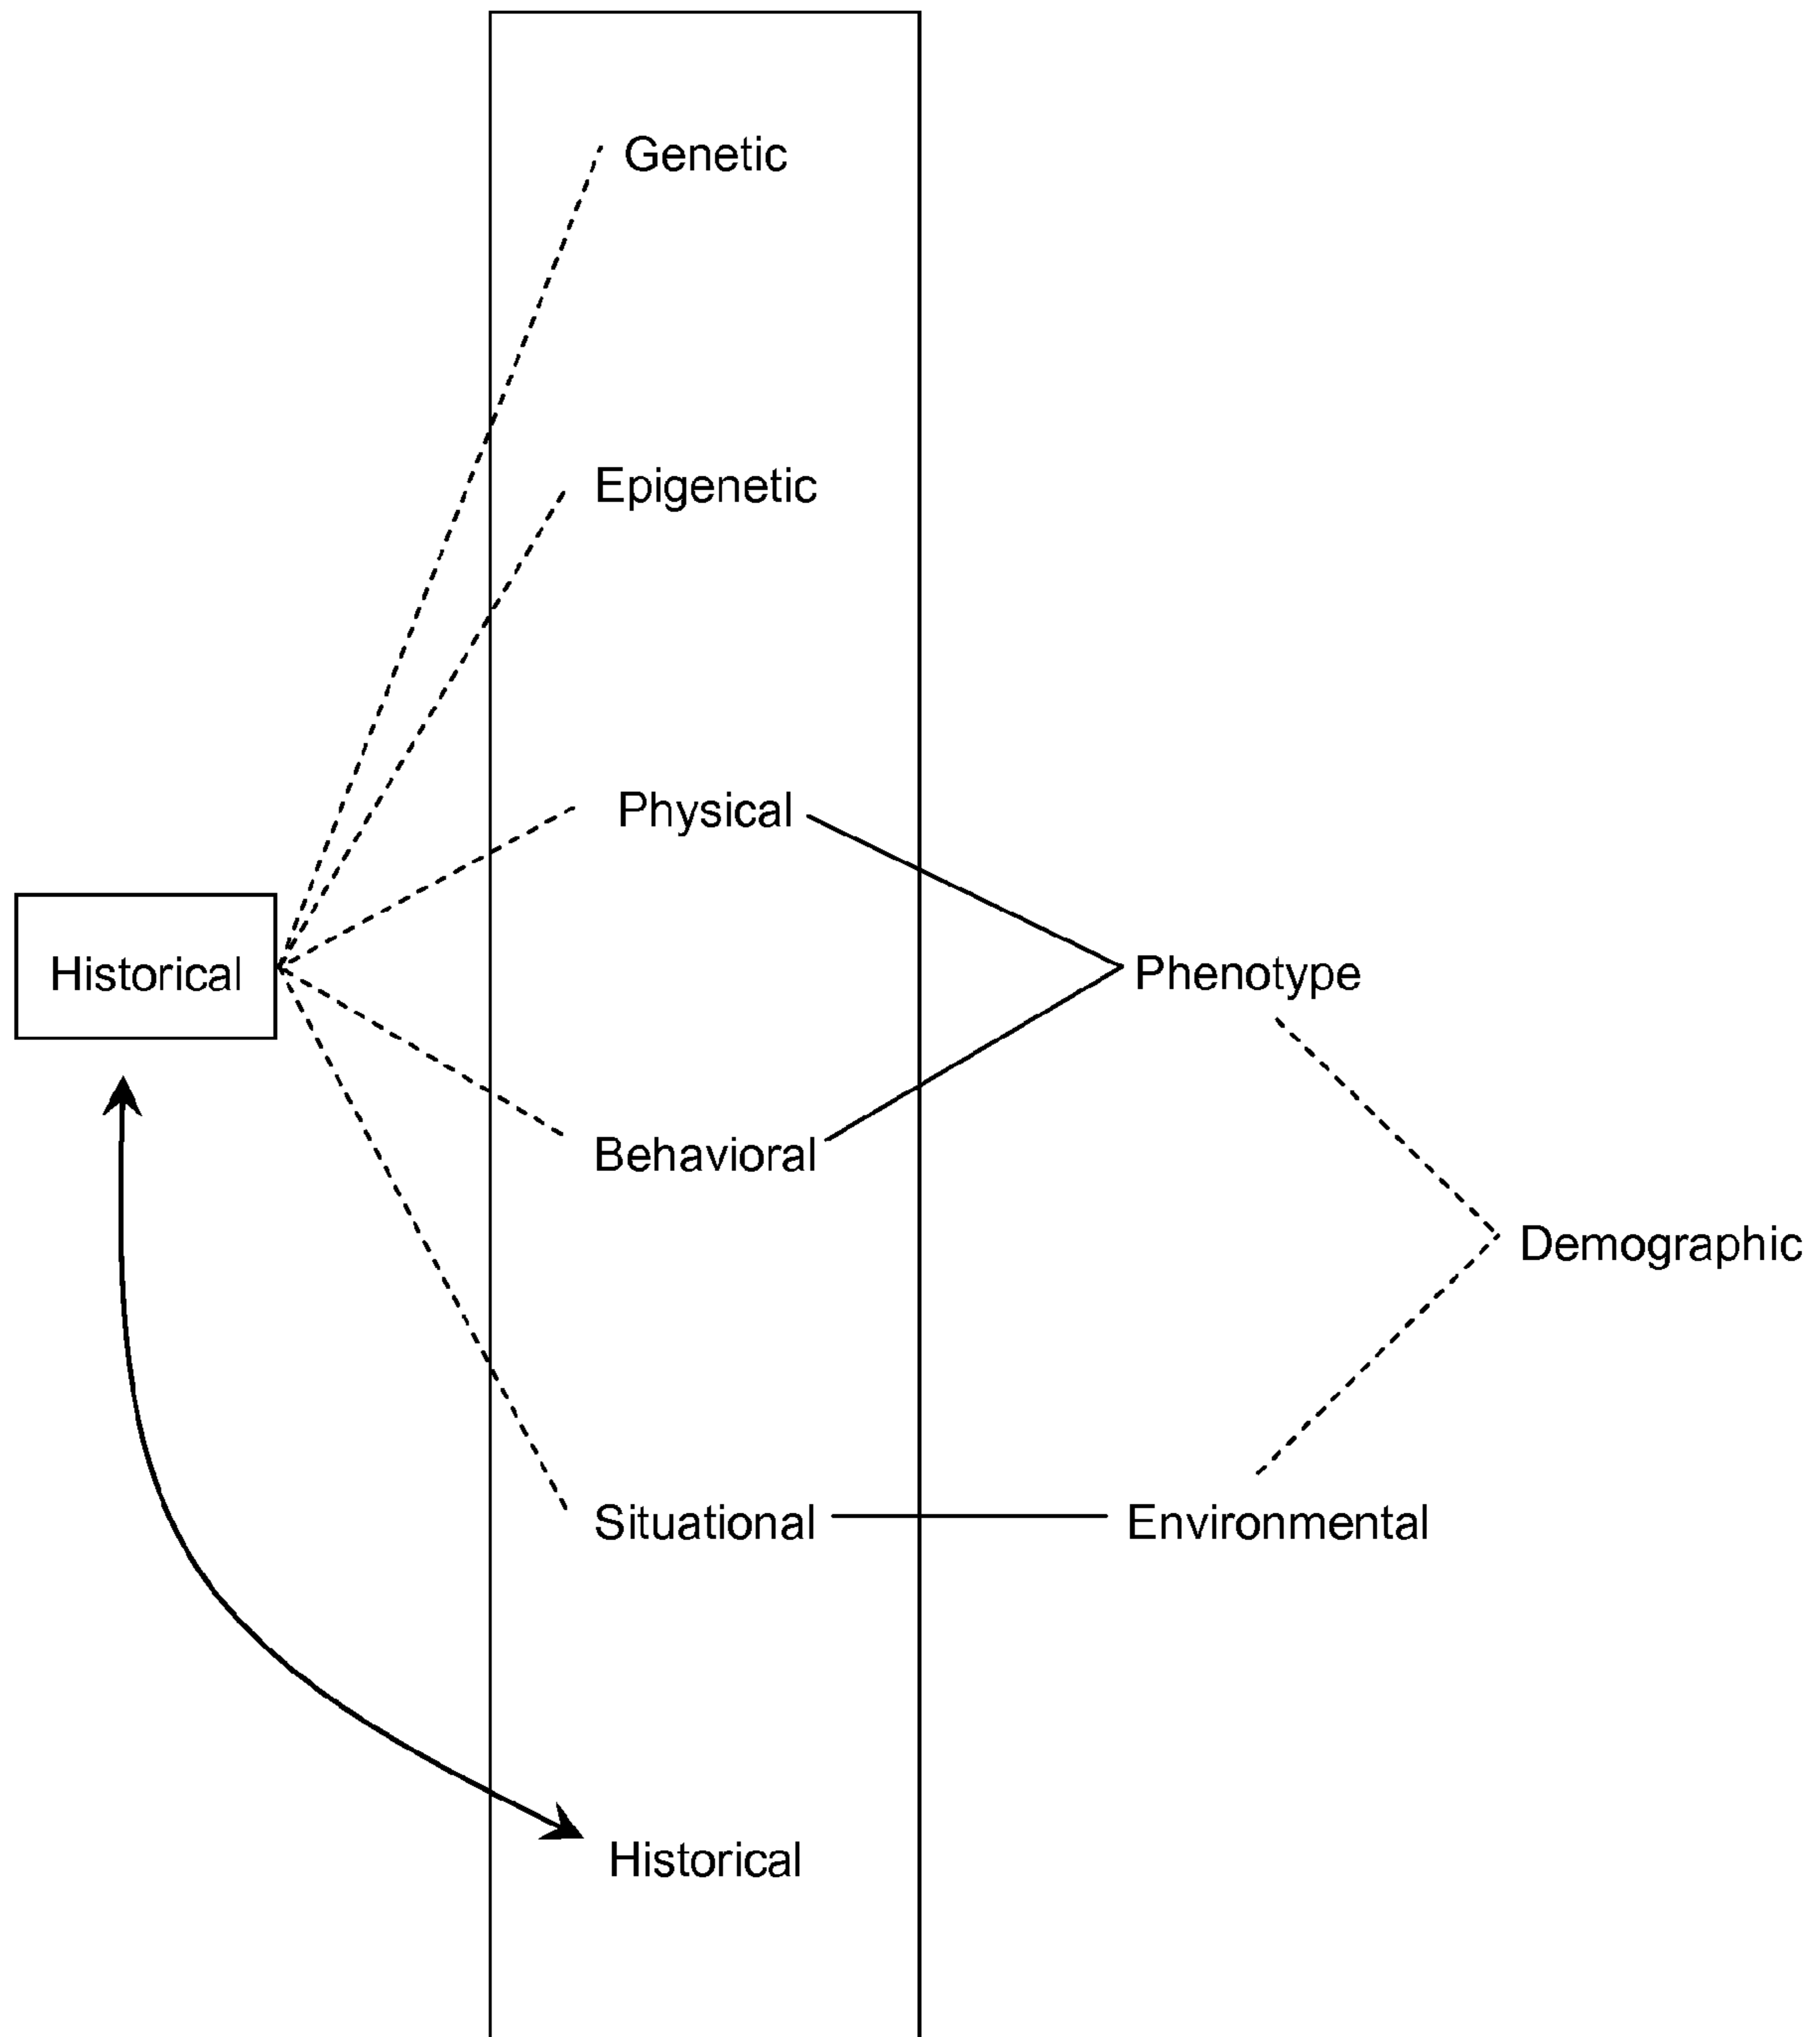 Genetic
Epigenetic
Physical
Historical
Phenotype
Behavioral
Demographic
Situational
Environmental
Historical